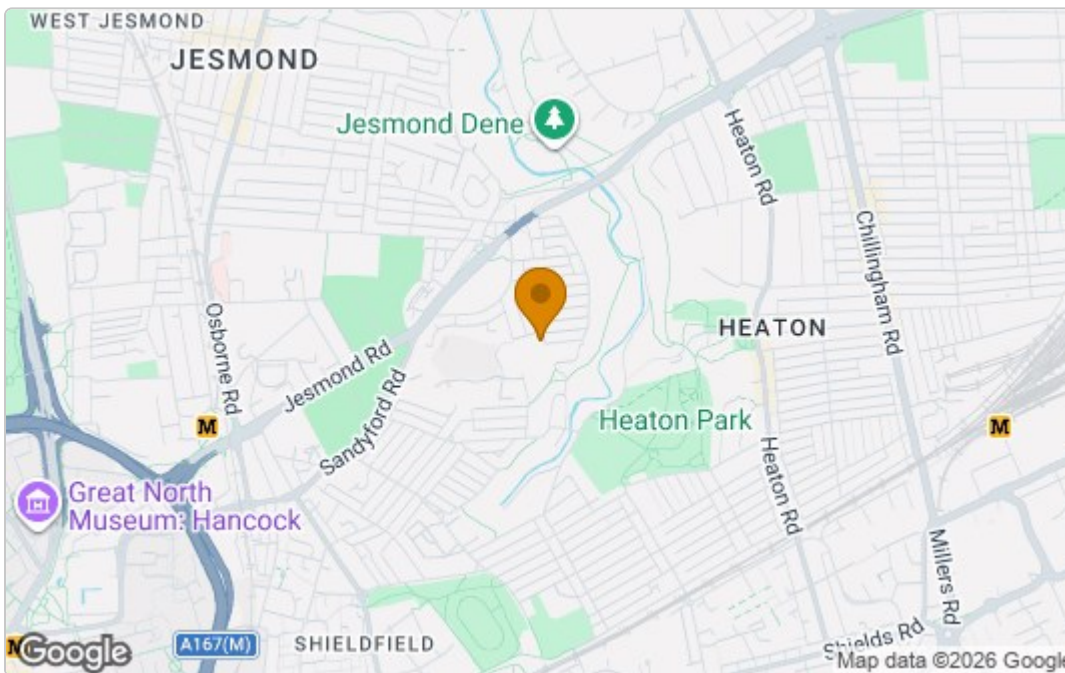 WEST JESMOND
JESMOND
Jesmond Dene
Heaton Rd
Chillingham Rd
Osborne Rd
HEATON
Jesmond Rd
Sandyford Rd
M
Heaton Park
M
Heaton Rd
Great North
Museum: Hancock
Millers Rd
A167(M)
SHIELDFIELD
Shields Rd
M
Google
Map data ©2026 Google